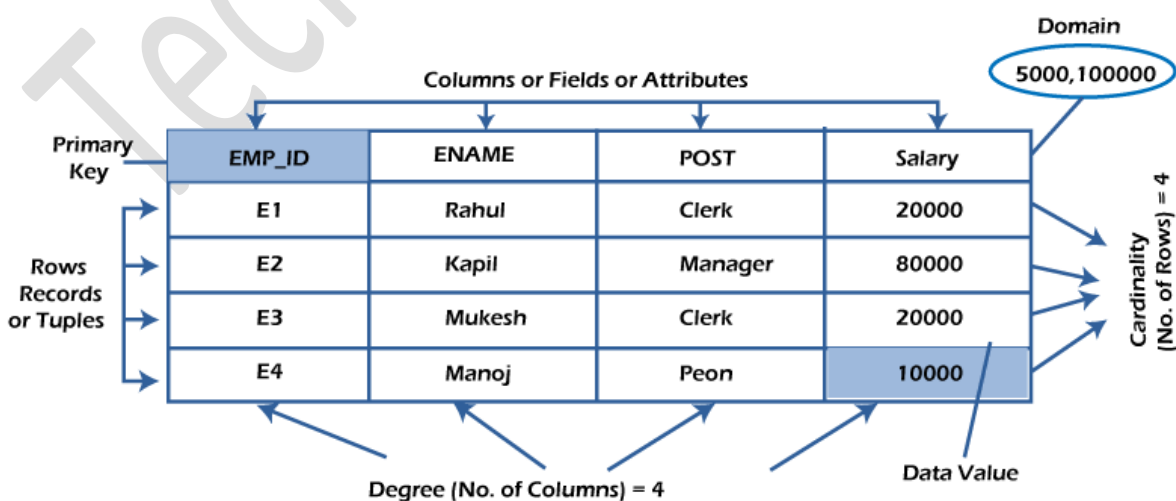 Domain
5000,100000
Columns or Fields or Attributes
Primary
Key
EMP_ID ENAME POST Salary
E1 Rahul Clerk 20000
E2 Kapil Manager 80000
E3 Mukesh Clerk 20000
E4 Manoj Peon 10000
Rows
Records
or Tuples
Cardinality
(No. of Rows) = 4
Degree (No. of Columns) = 4
Data Value
Tec